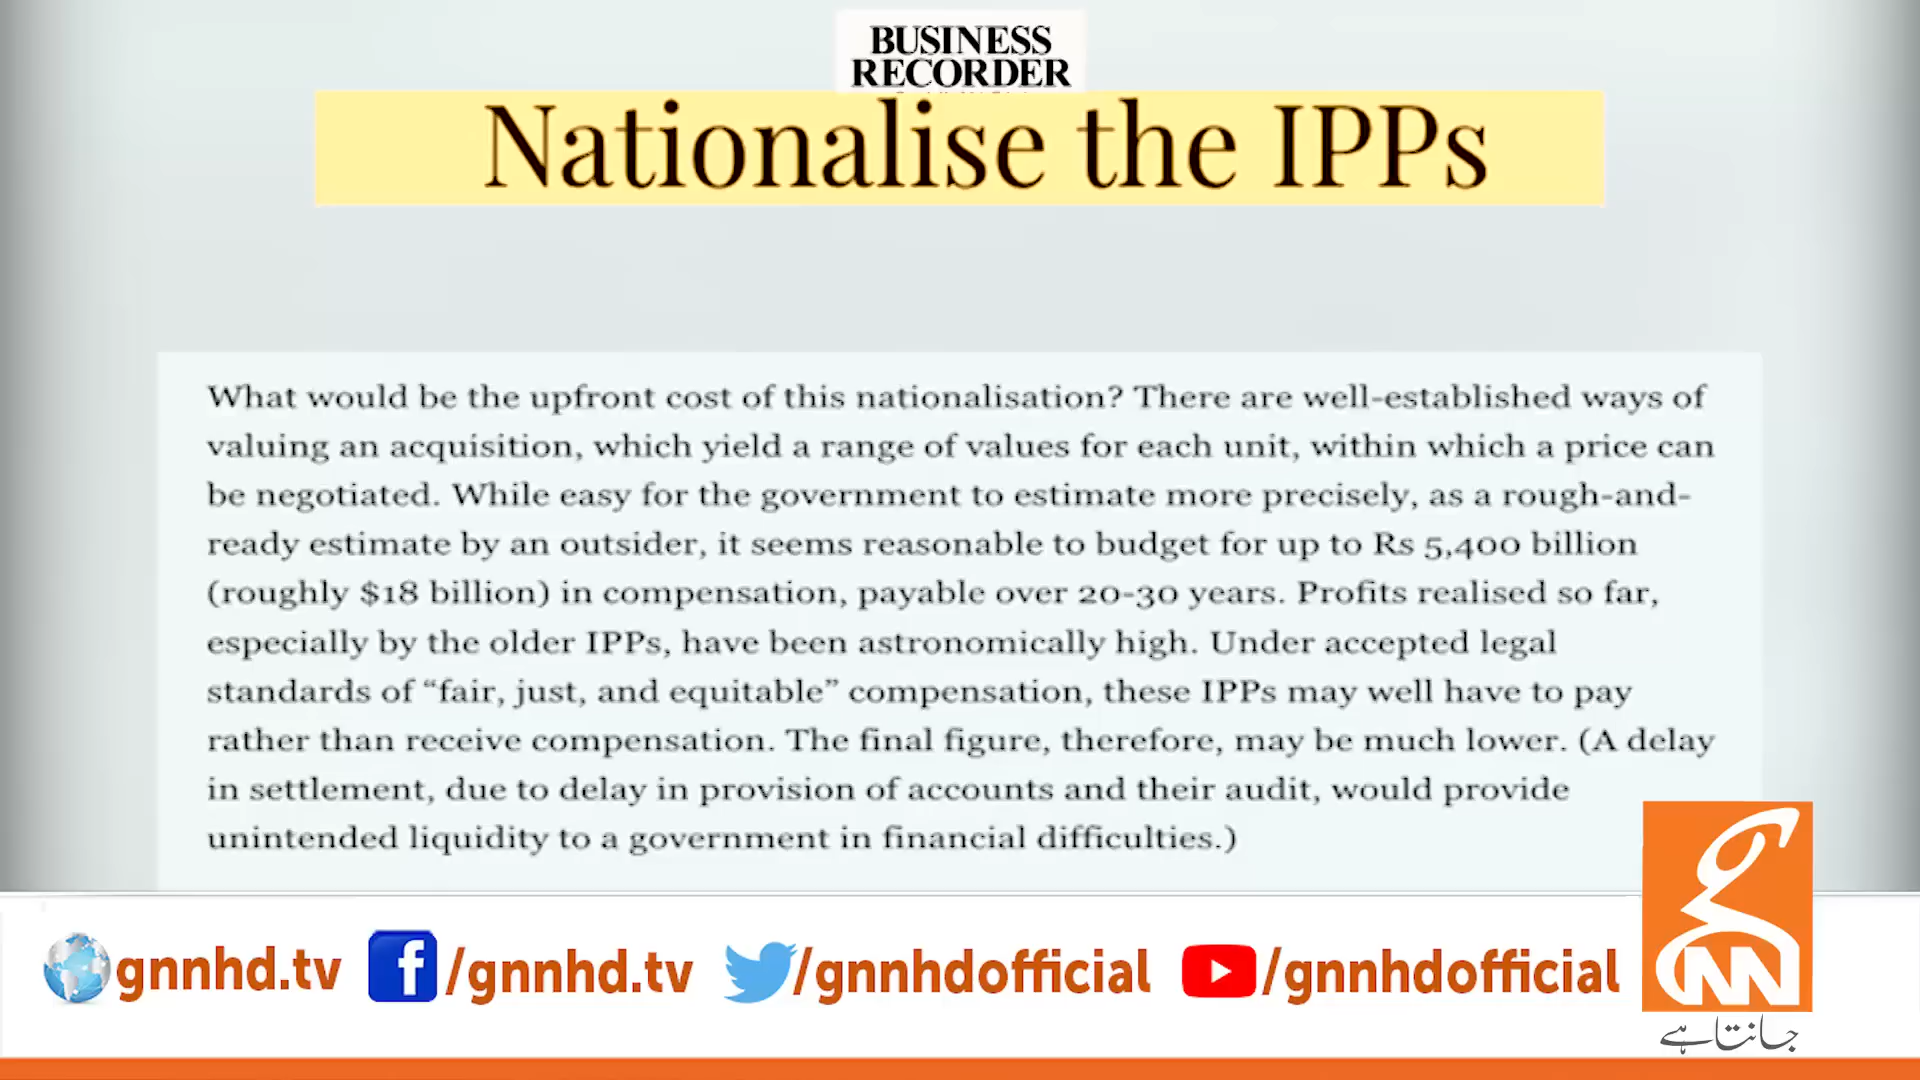 BUSINESS
RECORDER
Nationalise the IPPs
What would be the upfront cost of this nationalisation? There are well-established ways of
valuing an acquisition, which yield a range of values for each unit, within which a price can
be negotiated. While easy for the government to estimate more precisely, as a rough-and-
ready estimate by an outsider, it seems reasonable to budget for up to Rs 5,400 billion
(roughly $18 billion) in compensation, payable over 20-30 years. Profits realised so far,
especially by the older IPPs, have been astronomically high. Under accepted legal
standards of “fair, just, and equitable” compensation, these IPPs may well have to pay
rather than receive compensation. The final figure, therefore, may be much lower. (A delay
in settlement, due to delay in provision of accounts and their audit, would provide
unintended liquidity to a government in financial difficulties.)
gnnhd.tv /gnnhd.tv /gnnhdofficial /gnnhdofficial
GNN
جانتا ہے